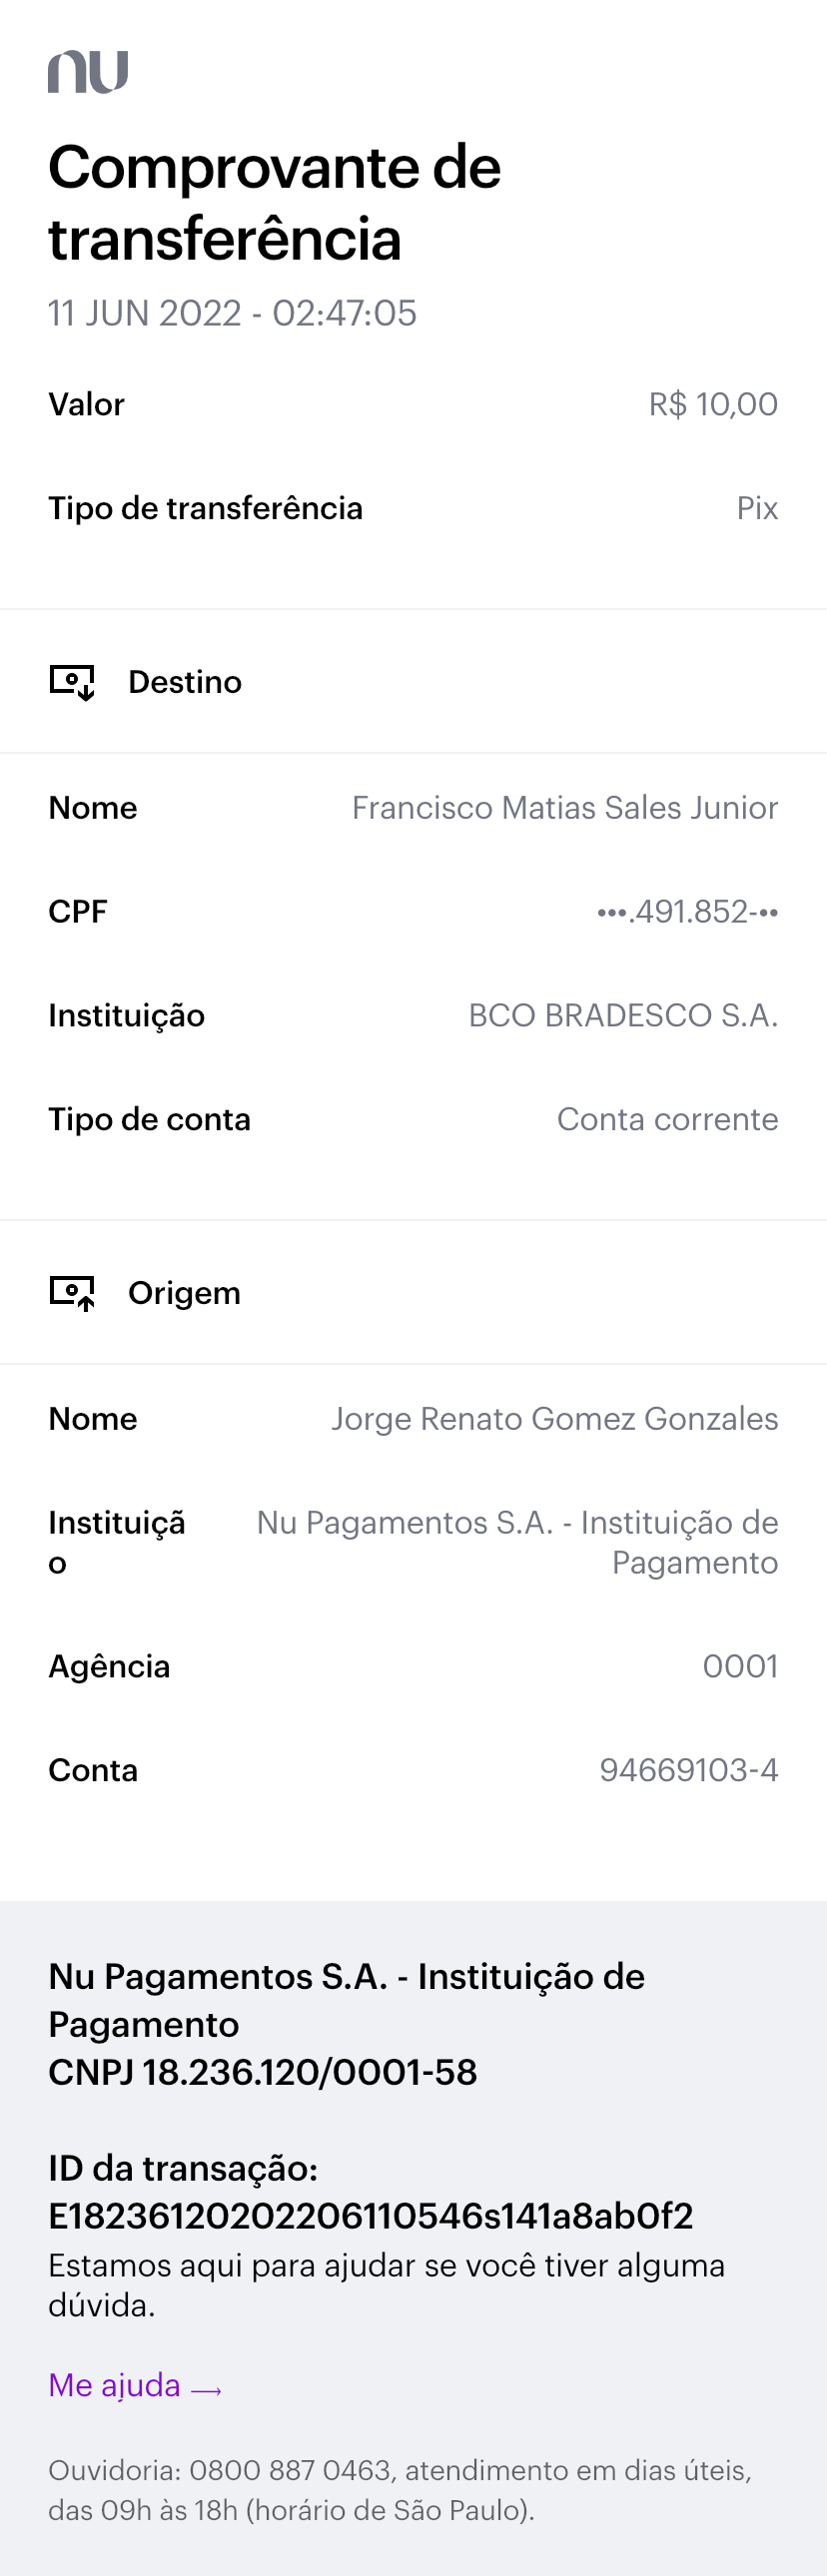 nu
Comprovante de
transferência
11 JUN 2022 - 02:47:05
Valor R$ 10,00
Tipo de transferência Pix
Destino
Nome Francisco Matias Sales Junior
CPF •••.491.852-••
Instituição BCO BRADESCO S.A.
Tipo de conta Conta corrente
Origem
Nome Jorge Renato Gomez Gonzales
Instituiçã Nu Pagamentos S.A. - Instituição de
o Pagamento
Agência 0001
Conta 94669103-4
Nu Pagamentos S.A. - Instituição de
Pagamento
CNPJ 18.236.120/0001-58
ID da transação:
E18236120202206110546s141a8ab0f2
Estamos aqui para ajudar se você tiver alguma
dúvida.
Me ajuda →
Ouvidoria: 0800 887 0463, atendimento em dias úteis,
das 09h às 18h (horário de São Paulo).